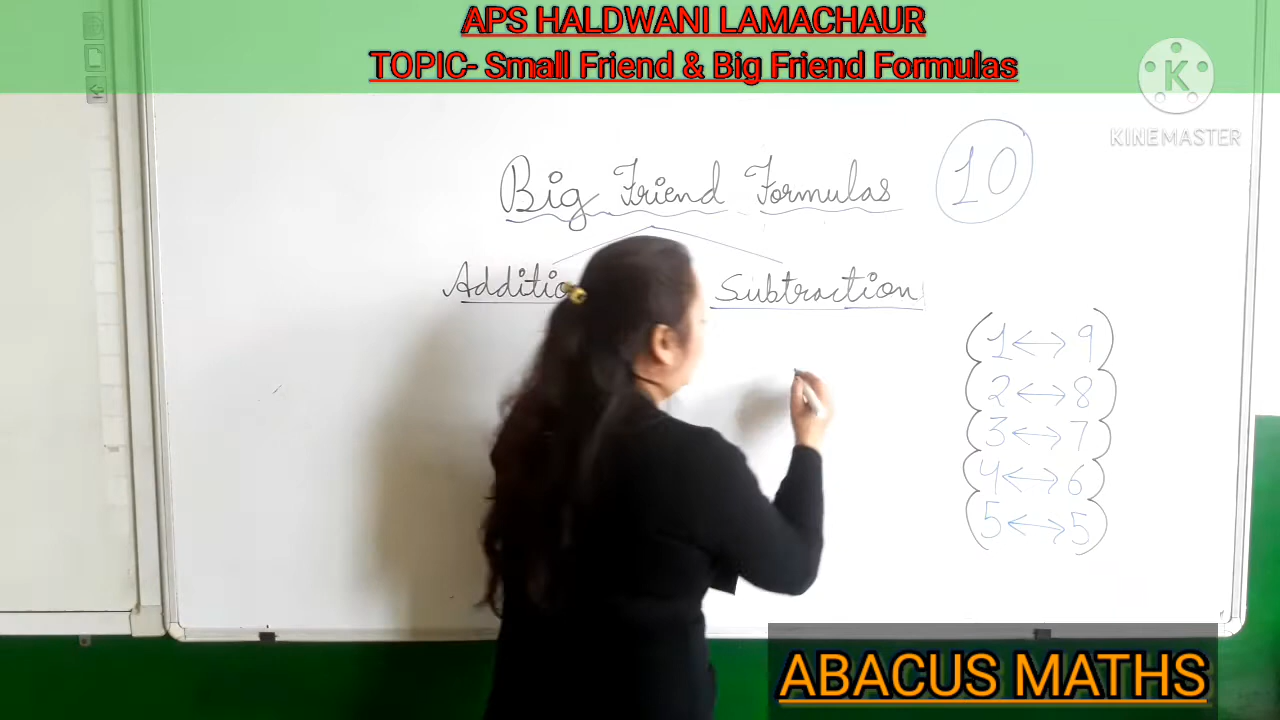 APS HALDWANI LAMACHAUR
TOPIC- Small Friend & Big Friend Formulas
KINEMASTER
Big Friend Formulas 10
Additio Subtraction
1 ↔ 9
2 ↔ 8
3 ↔ 7
4 ↔ 6
5 ↔ 5
ABACUS MATHS